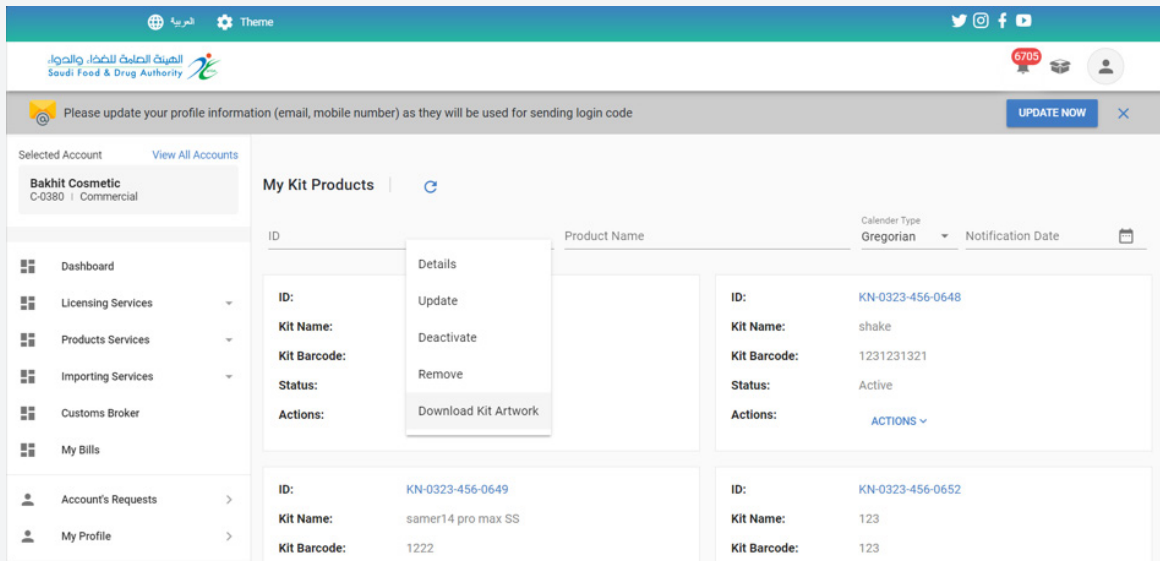 العربية
Theme
الهيئة العامة للغذاء والدواء
Saudi Food & Drug Authority
6705
Please update your profile information (email, mobile number) as they will be used for sending login code
UPDATE NOW
Selected Account
View All Accounts
Bakhit Cosmetic
C-0380 | Commercial
Dashboard
Licensing Services
Products Services
Importing Services
Customs Broker
My Bills
Account's Requests
My Profile
My Kit Products
ID
Product Name
Calender Type
Gregorian
Notification Date
ID:
Kit Name:
Kit Barcode:
Status:
Actions:
Details
Update
Deactivate
Remove
Download Kit Artwork
ID: KN-0323-456-0648
Kit Name: shake
Kit Barcode: 1231231321
Status: Active
Actions: ACTIONS
ID: KN-0323-456-0649
Kit Name: samer14 pro max SS
Kit Barcode: 1222
ID: KN-0323-456-0652
Kit Name: 123
Kit Barcode: 123